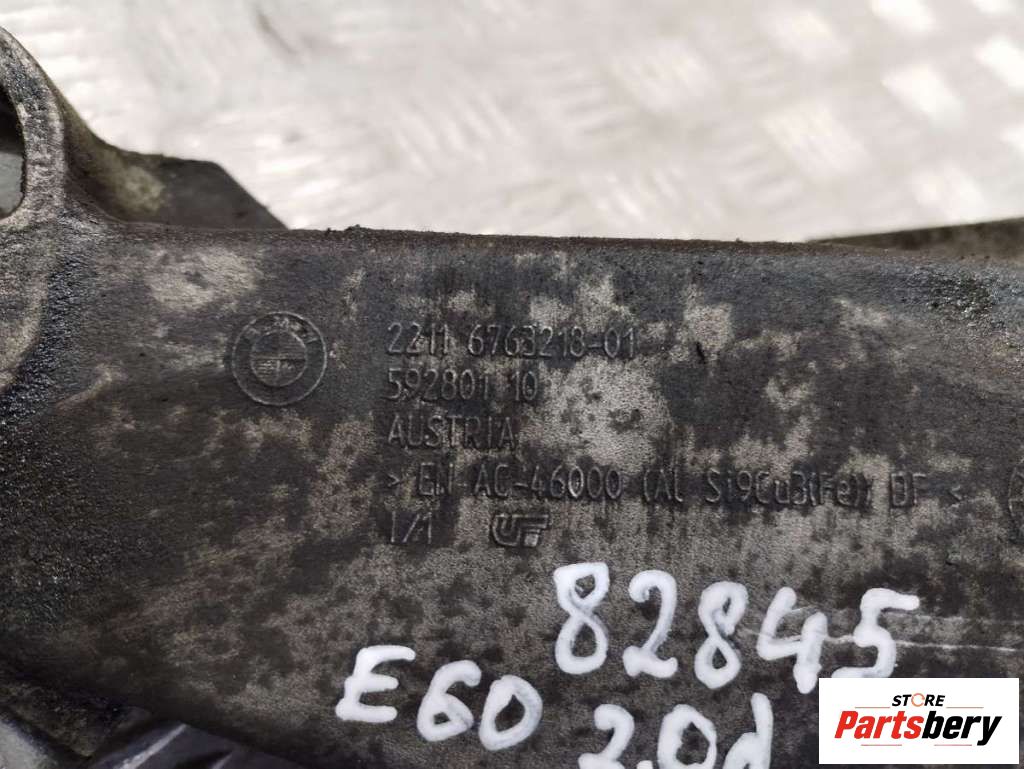 2211 6763218-01
592801 10
AUSTRIA
> EN AC-46000 (AL Si9Cu3(Fe)) DF <
1/1
82845
E60 2.0d
STORE
Partsbery